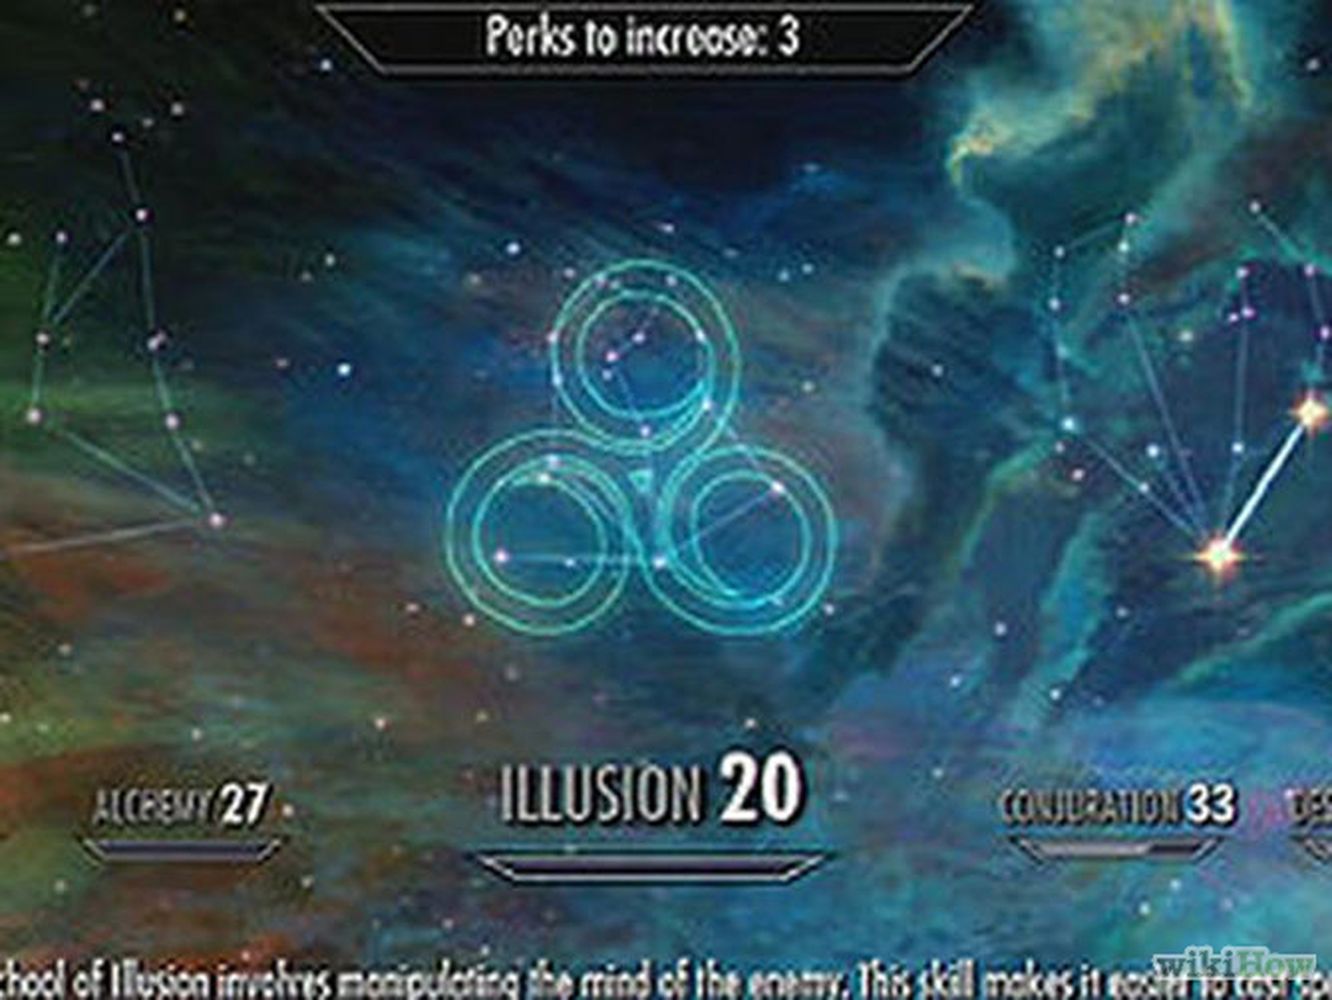 Perks to increase: 3
ILLUSION 20
ALCHEMY 27
CONJURATION 33
DES
chool of Illusion involves manipulating the mind of the enemy. This skill makes it easier to cast
wikiHow